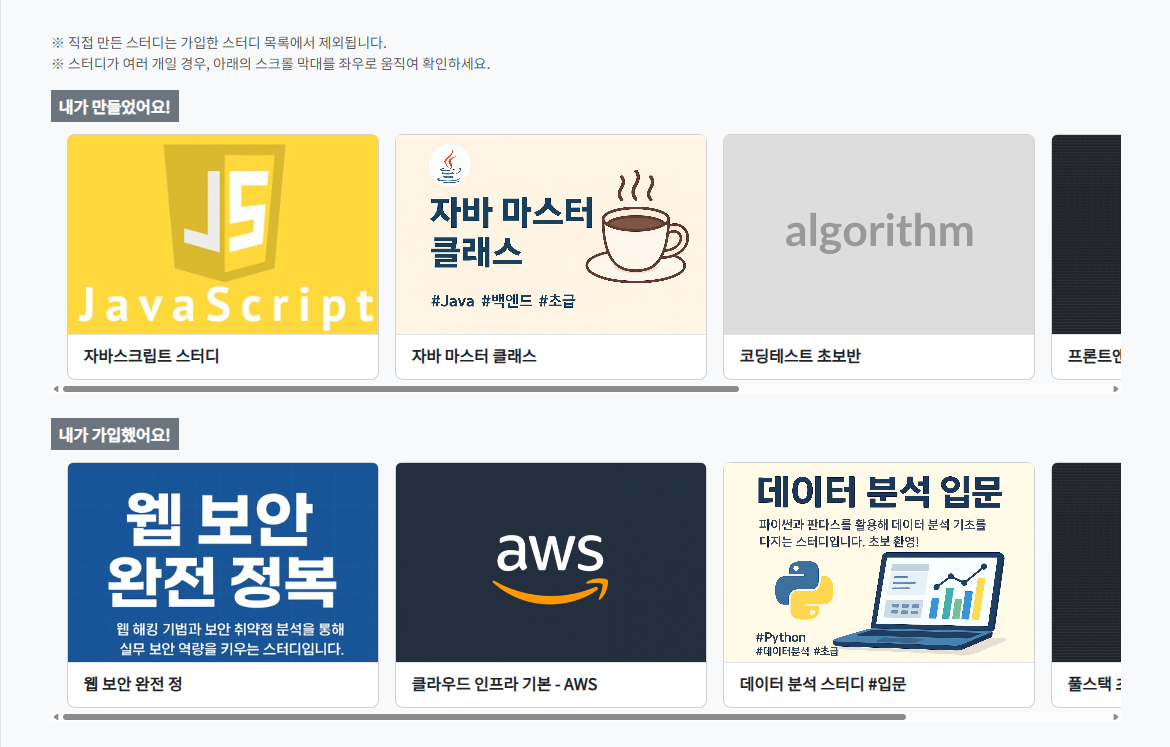 ※ 직접 만든 스터디는 가입한 스터디 목록에서 제외됩니다.
※ 스터디가 여러 개일 경우, 아래의 스크롤 막대를 좌우로 움직여 확인하세요.
내가 만들었어요!
JS
JavaScript
자바스크립트 스터디
자바 마스터
클래스
#Java #백엔드 #초급
자바 마스터 클래스
algorithm
코딩테스트 초보반
내가 가입했어요!
웹 보안
완전 정복
웹 해킹 기법과 보안 취약점 분석을 통해
실무 보안 역량을 키우는 스터디입니다.
웹 보안 완전 정
aws
클라우드 인프라 기본 - AWS
데이터 분석 입문
파이썬과 판다스를 활용해 데이터 분석 기초를
다지는 스터디입니다. 초보 환영!
#Python
#데이터분석 #초급
데이터 분석 스터디 #입문
풀스택